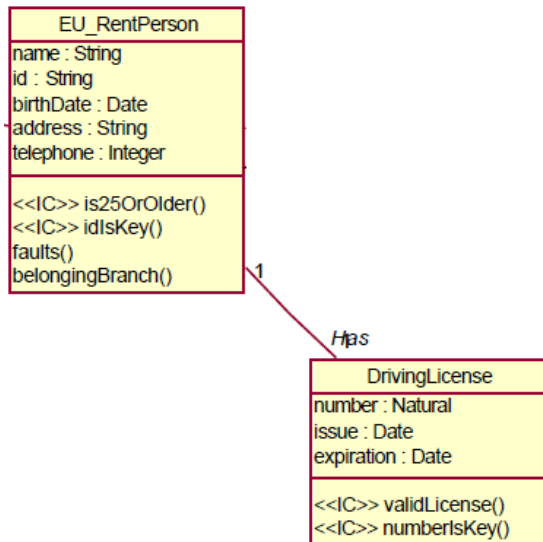 EU_RentPerson
name : String
id : String
birthDate : Date
address : String
telephone : Integer
<<IC>> is25OrOlder()
<<IC>> idIsKey()
faults()
belongingBranch()
1
Has
DrivingLicense
number : Natural
issue : Date
expiration : Date
<<IC>> validLicense()
<<IC>> numberIsKey()